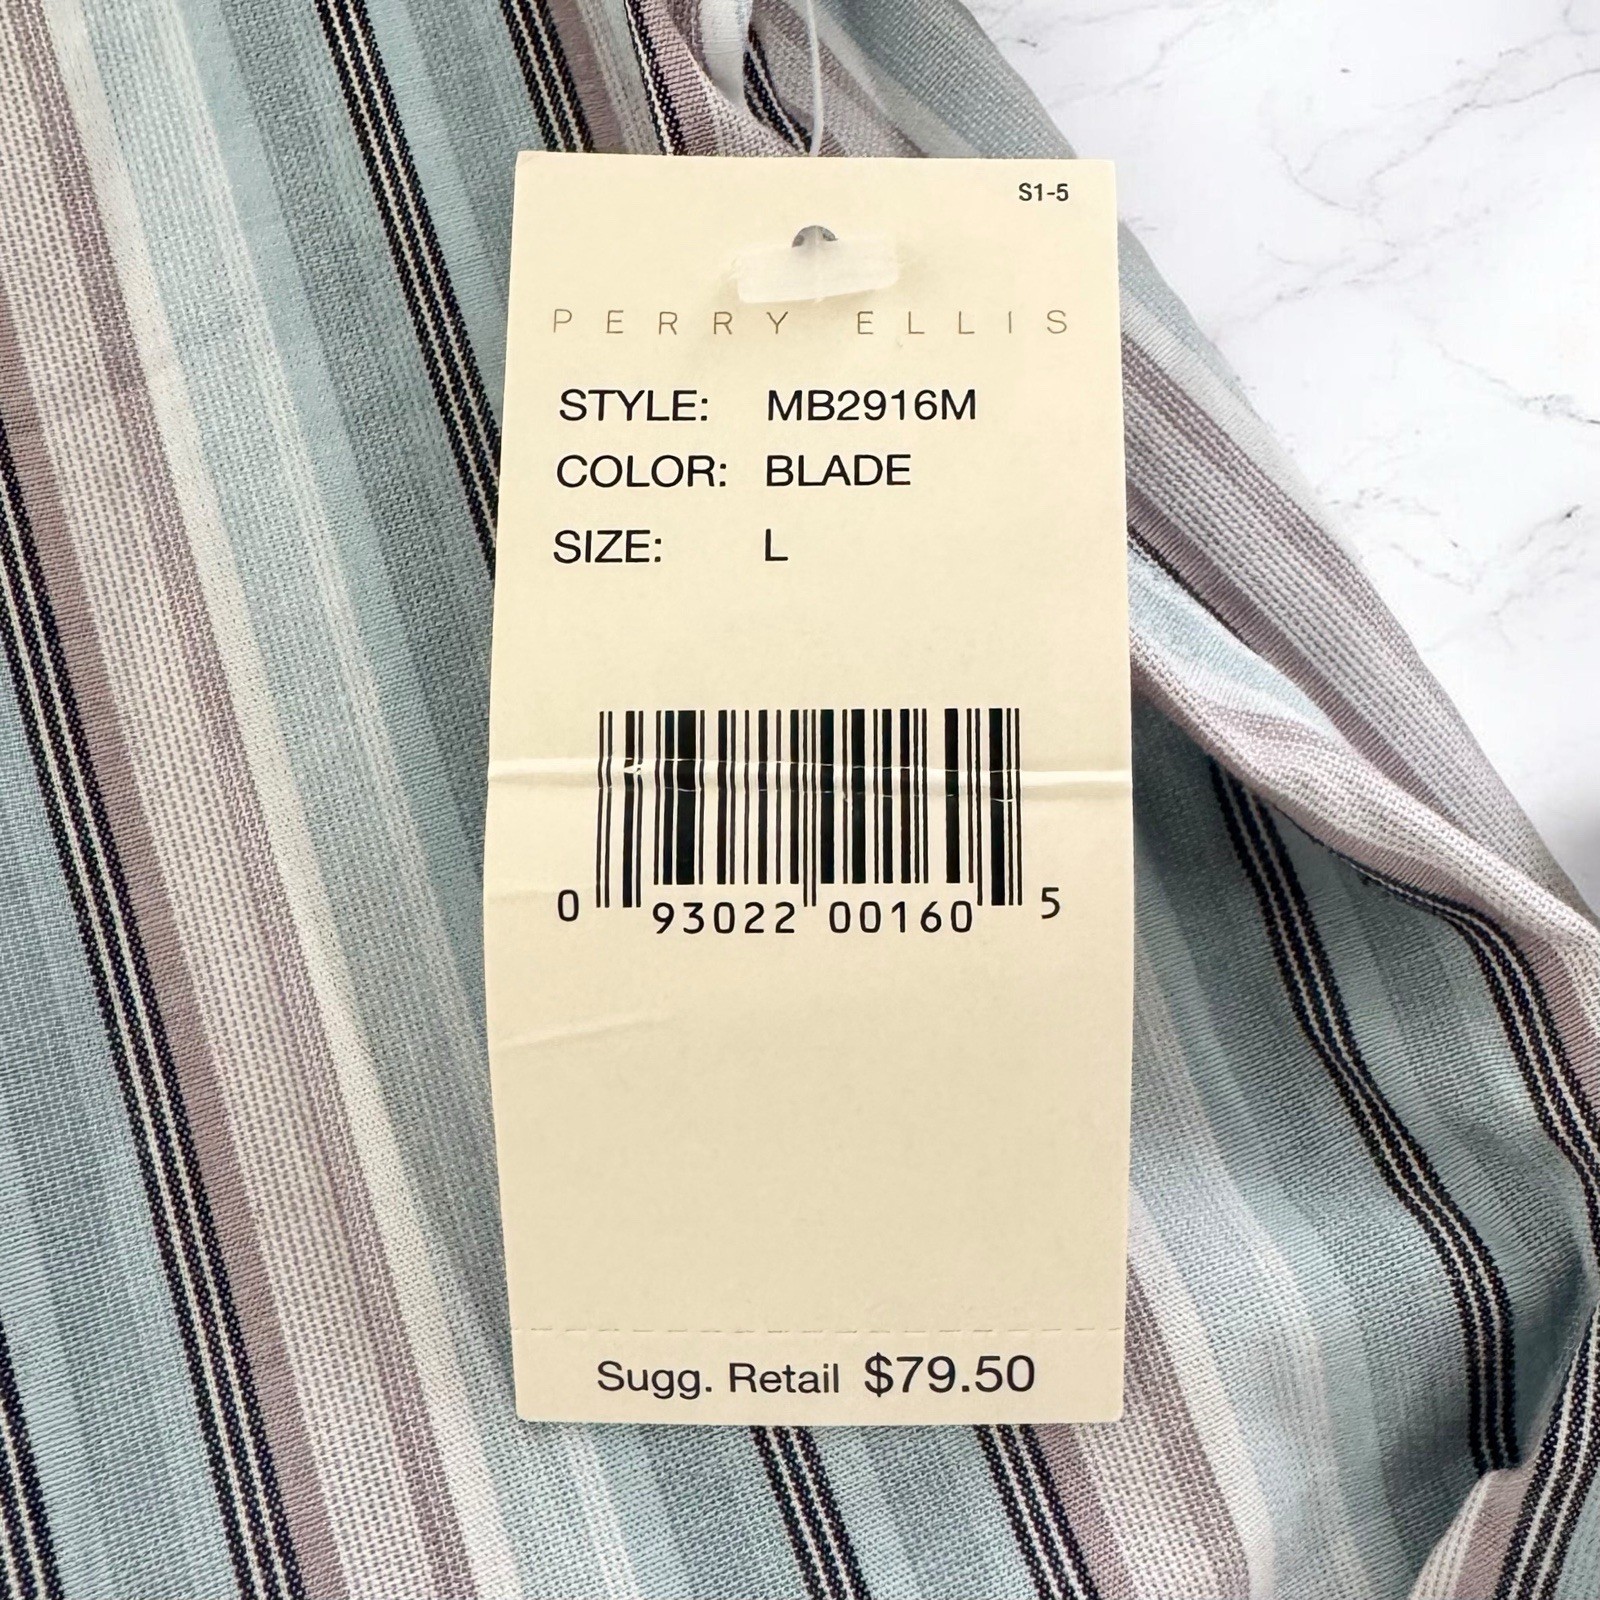 S1-5
PERRY ELLIS
STYLE: MB2916M
COLOR: BLADE
SIZE: L
0 93022 00160 5
Sugg. Retail $79.50